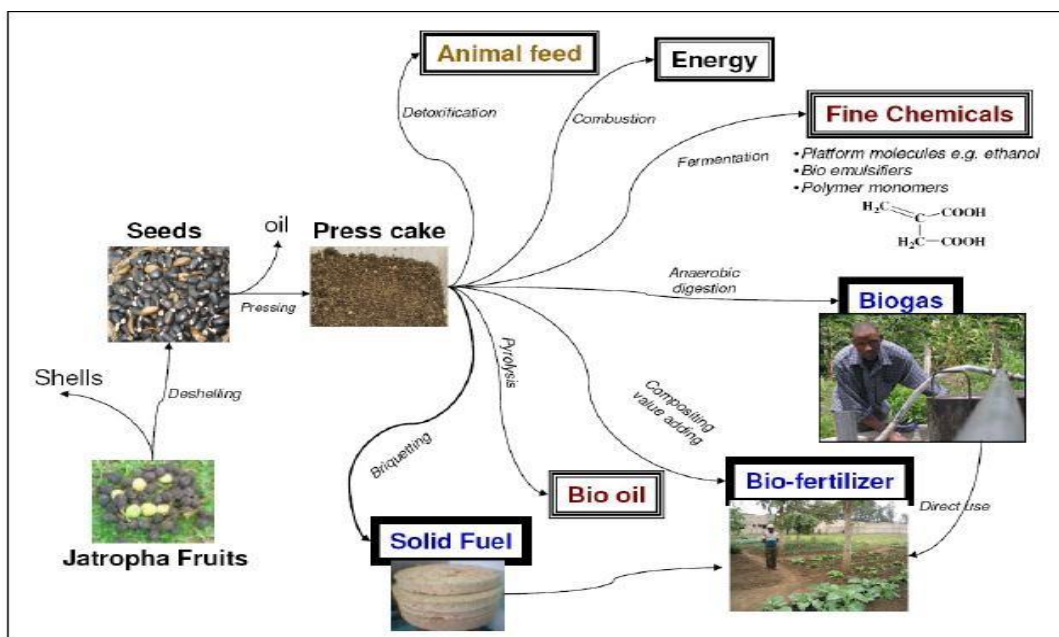 Animal feed
Energy
Detoxification
Combustion
Fine Chemicals
Fermentation
•Platform molecules e.g. ethanol
•Bio emulsifiers
•Polymer monomers
H₂C
C
COOH
H₂C
COOH
Seeds
oil
Press cake
Pressing
Anaerobic
digestion
Biogas
Shells
Deshelling
Pyrolysis
Briquetting
Compositing
value adding
Jatropha Fruits
Bio oil
Bio-fertilizer
Direct use
Solid Fuel